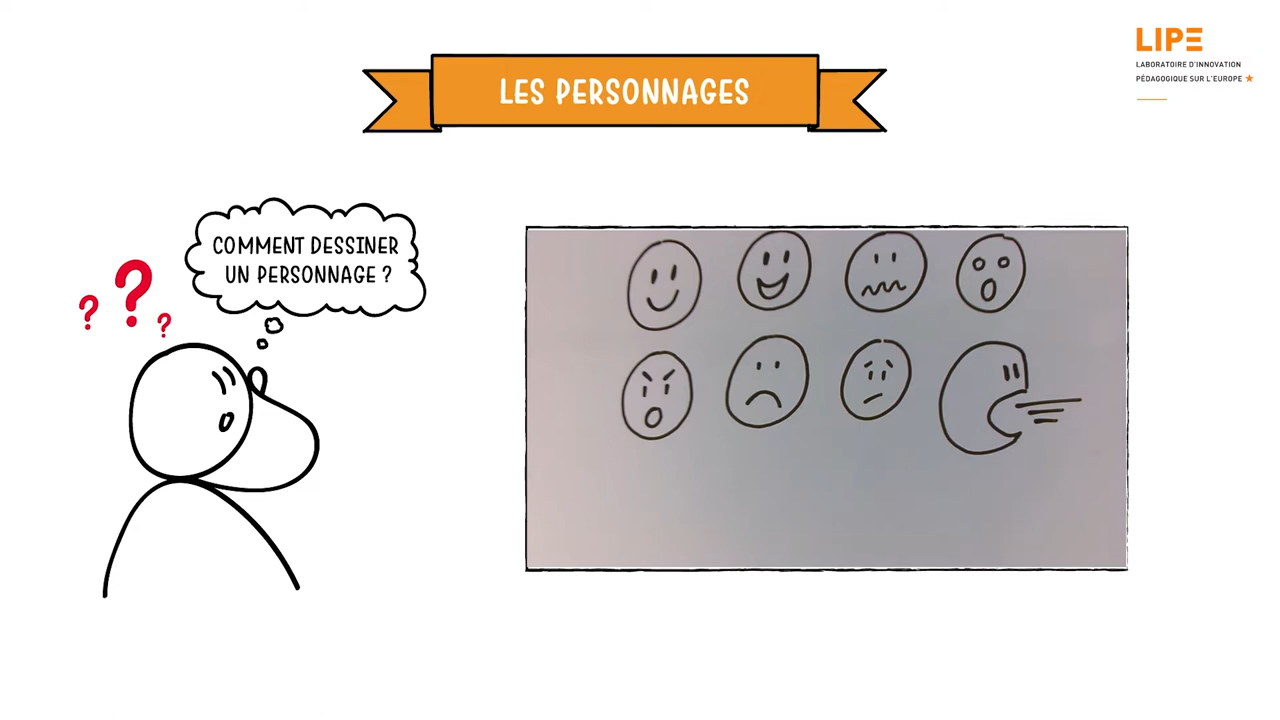 LES PERSONNAGES
LIPE
LABORATOIRE D'INNOVATION
PÉDAGOGIQUE SUR L'EUROPE
COMMENT DESSINER
UN PERSONNAGE ?
? ? ?